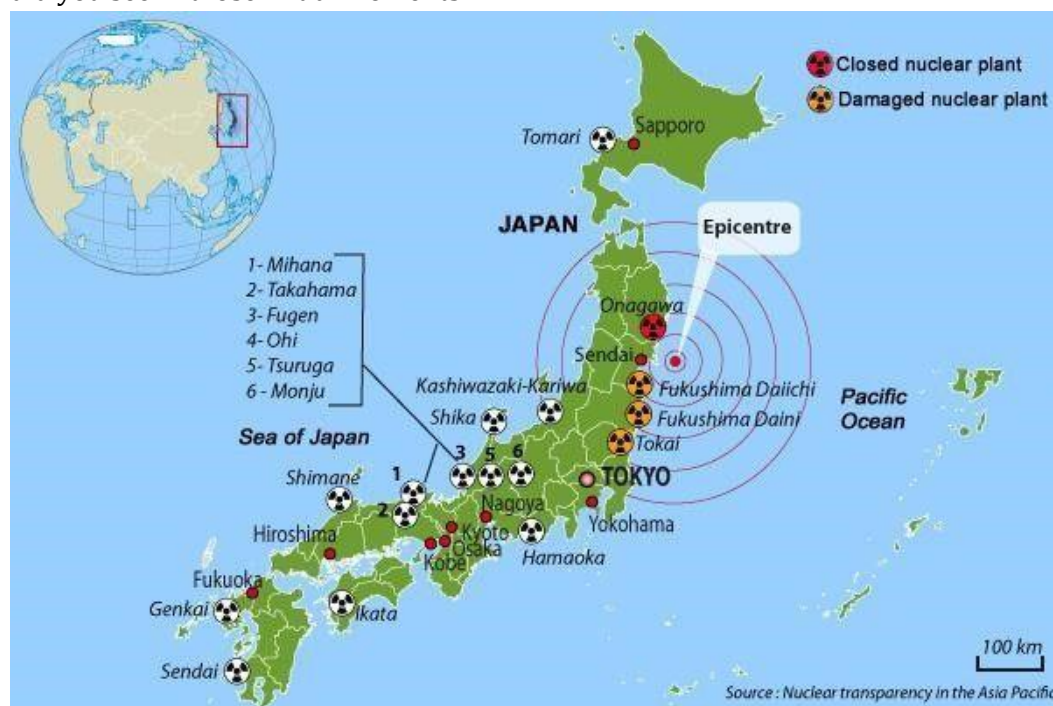 Closed nuclear plant
Damaged nuclear plant
Sapporo
Tomari
JAPAN
Epicentre
1- Mihana
2- Takahama
3- Fugen
4- Ohi
5- Tsuruga
6- Monju
Onagawa
Sendai
Kashiwazaki-Kariwa
Fukushima Daiichi
Pacific
Ocean
Shika
Fukushima Daini
Sea of Japan
Tokai
3
5
6
1
Shimane
TOKYO
2
Nagoya
Yokohama
Hiroshima
Kyoto
Osaka
Kobe
Hamaoka
Fukuoka
Genkai
Ikata
Sendai
100 km
Source : Nuclear transparency in the Asia Pacific